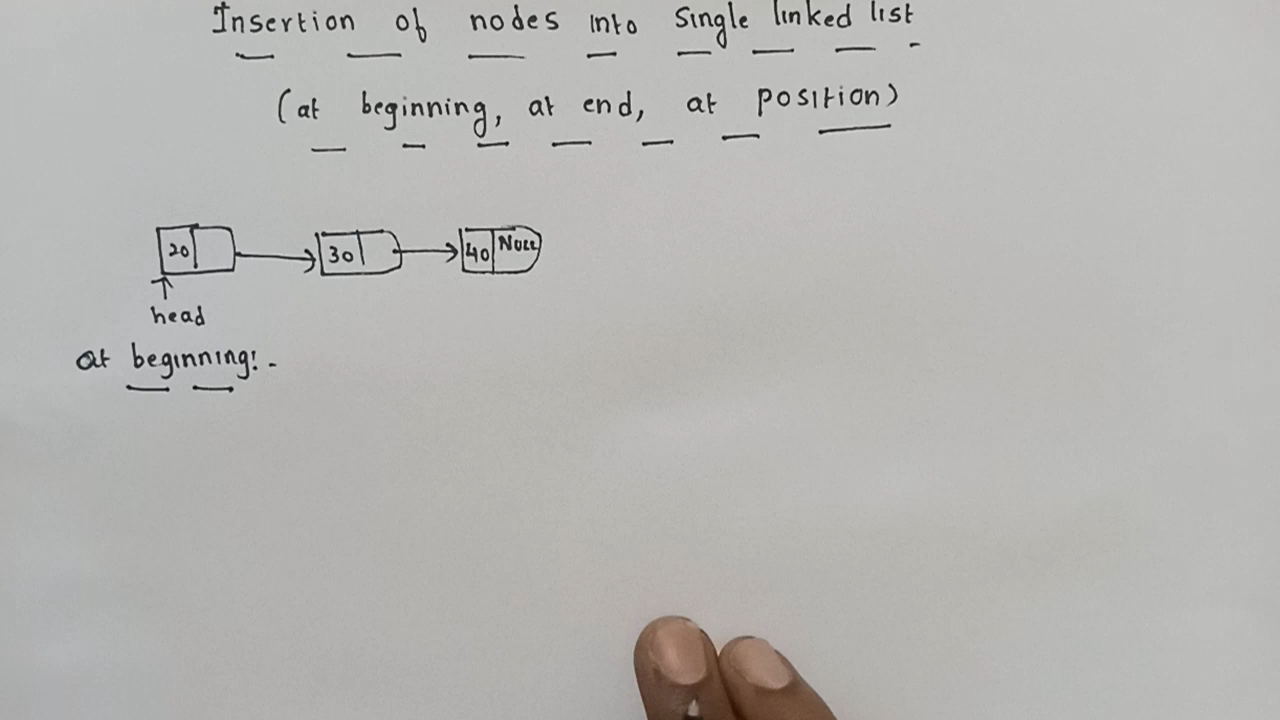 Insertion of nodes into single linked list
(at beginning, at end, at position)
20 30 40 NULL
head
at beginning:-